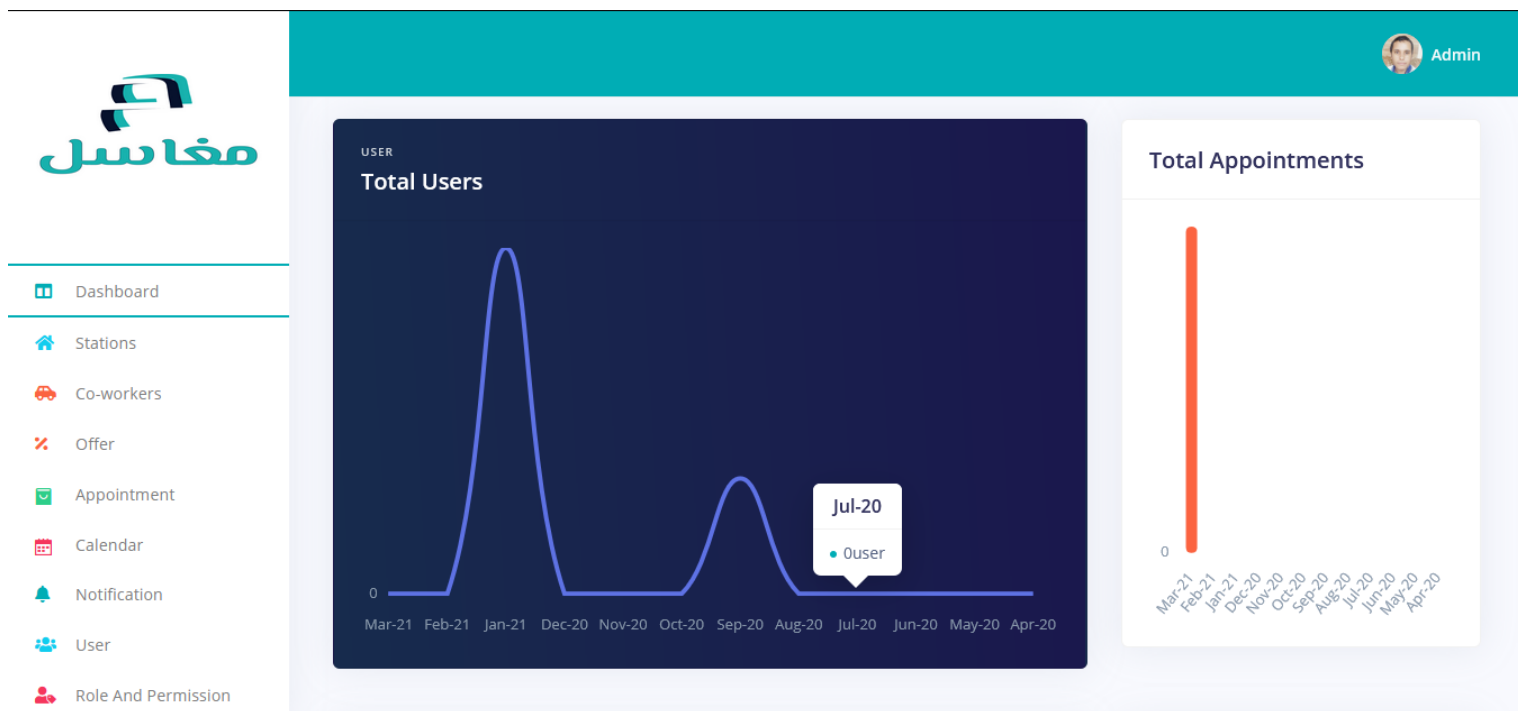 مغاسل
Dashboard
Stations
Co-workers
Offer
Appointment
Calendar
Notification
User
Role And Permission
Admin
USER
Total Users
Jul-20
0user
0
Mar-21 Feb-21 Jan-21 Dec-20 Nov-20 Oct-20 Sep-20 Aug-20 Jul-20 Jun-20 May-20 Apr-20
Total Appointments
0
Mar-21 Feb-21 Jan-21 Dec-20 Nov-20 Oct-20 Sep-20 Aug-20 Jul-20 Jun-20 May-20 Apr-20